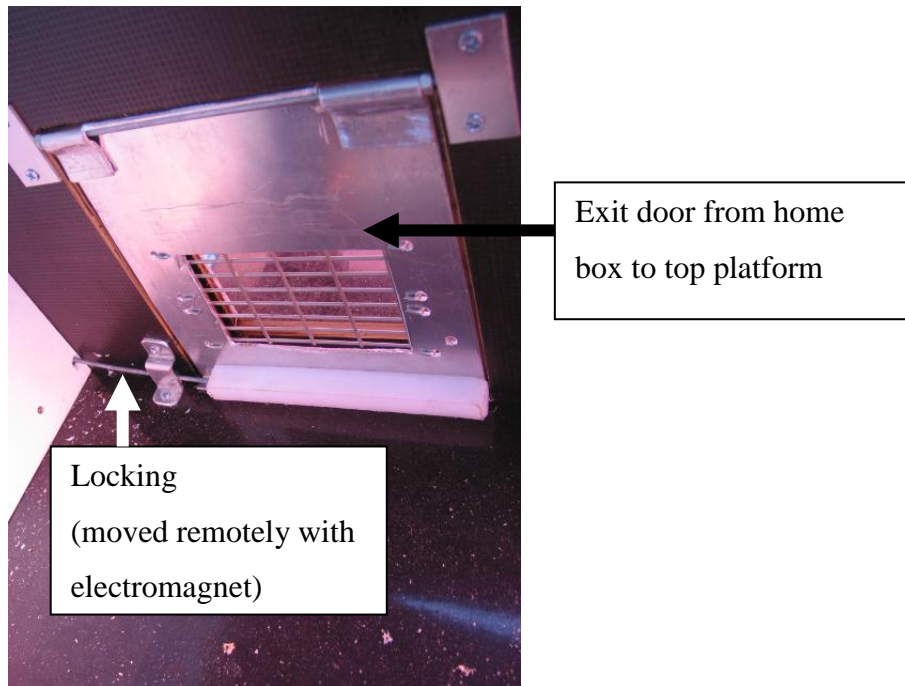 Exit door from home
box to top platform
Locking
(moved remotely with
electromagnet)